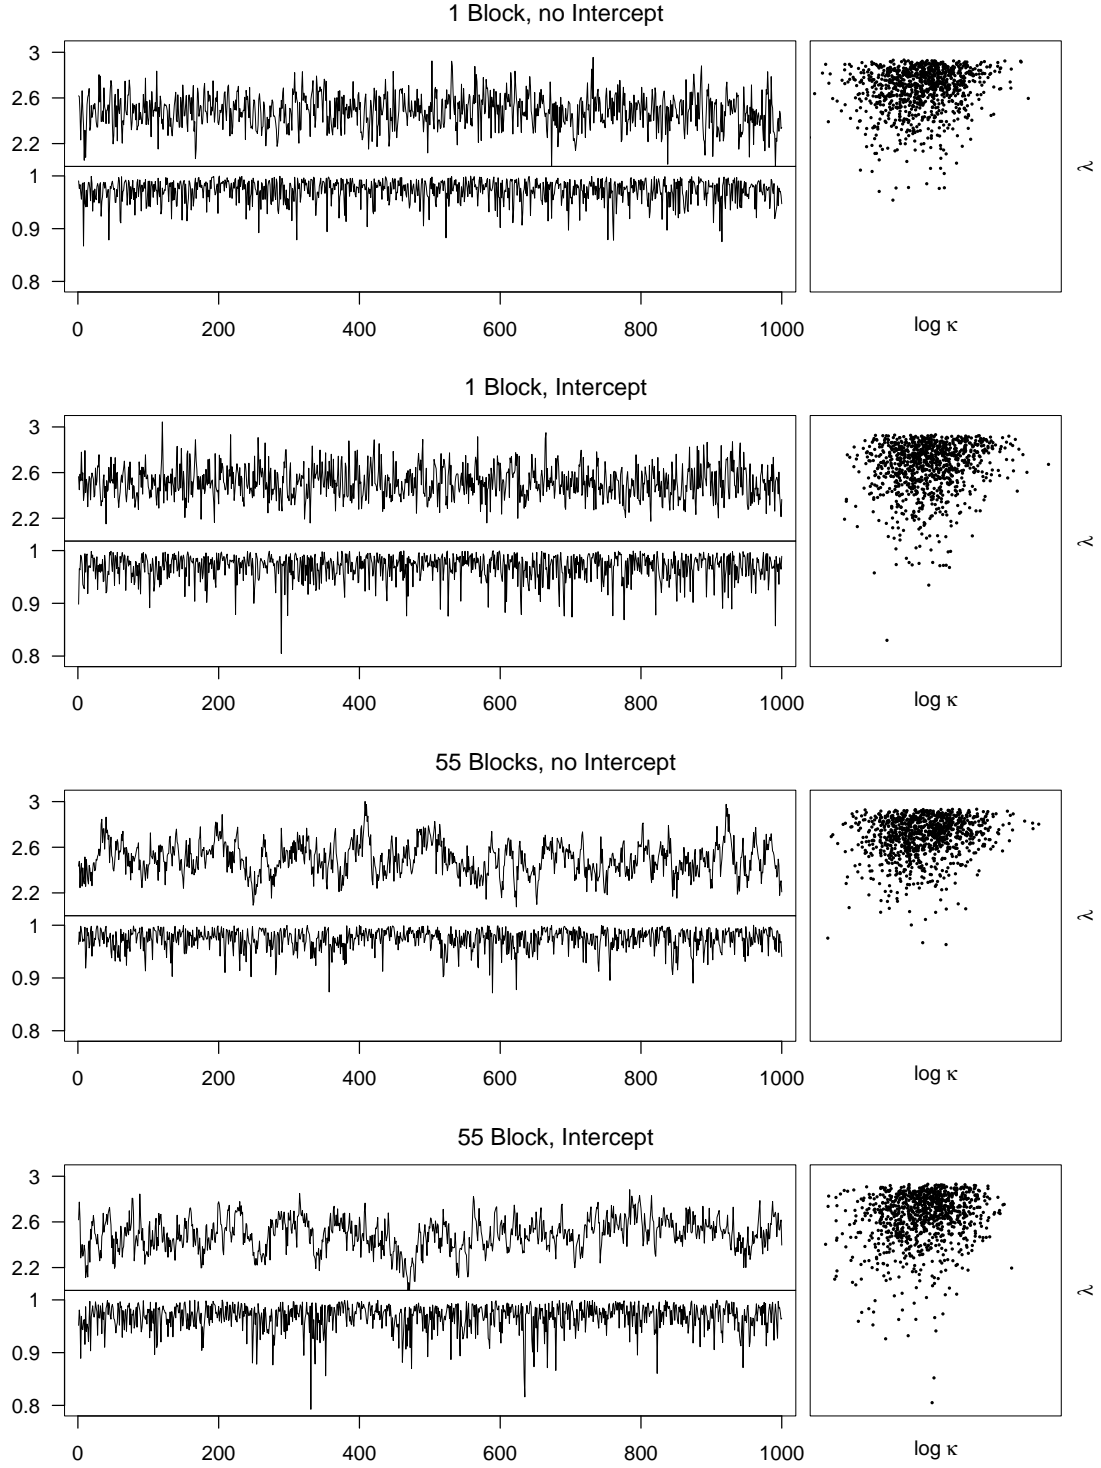 1 Block, no Intercept
3
2.6
2.2
1
0.9
0.8
λ
0 200 400 600 800 1000
log κ
1 Block, Intercept
3
2.6
2.2
1
0.9
0.8
λ
0 200 400 600 800 1000
log κ
55 Blocks, no Intercept
3
2.6
2.2
1
0.9
0.8
λ
0 200 400 600 800 1000
log κ
55 Block, Intercept
3
2.6
2.2
1
0.9
0.8
λ
0 200 400 600 800 1000
log κ